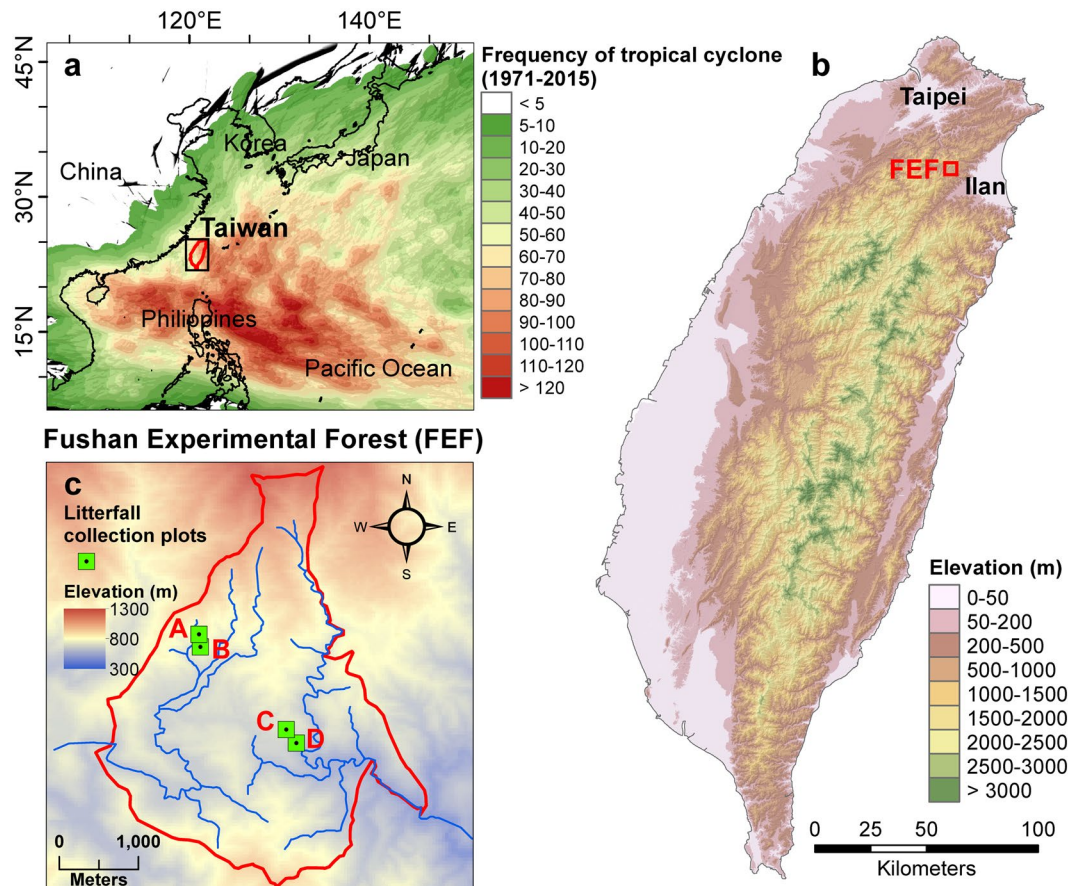 120°E
140°E
45°N
30°N
15°N
a
China
Korea
Japan
Taiwan
Philippines
Pacific Ocean
Frequency of tropical cyclone
(1971-2015)
< 5
5-10
10-20
20-30
30-40
40-50
50-60
60-70
70-80
80-90
90-100
100-110
110-120
> 120
b
Taipei
FEF
Ilan
Elevation (m)
0-50
50-200
200-500
500-1000
1000-1500
1500-2000
2000-2500
2500-3000
> 3000
0 25 50 100
Kilometers
Fushan Experimental Forest (FEF)
c
Litterfall
collection plots
Elevation (m)
1300
800
300
N
W E
S
A
B
C
D
0 1,000
Meters